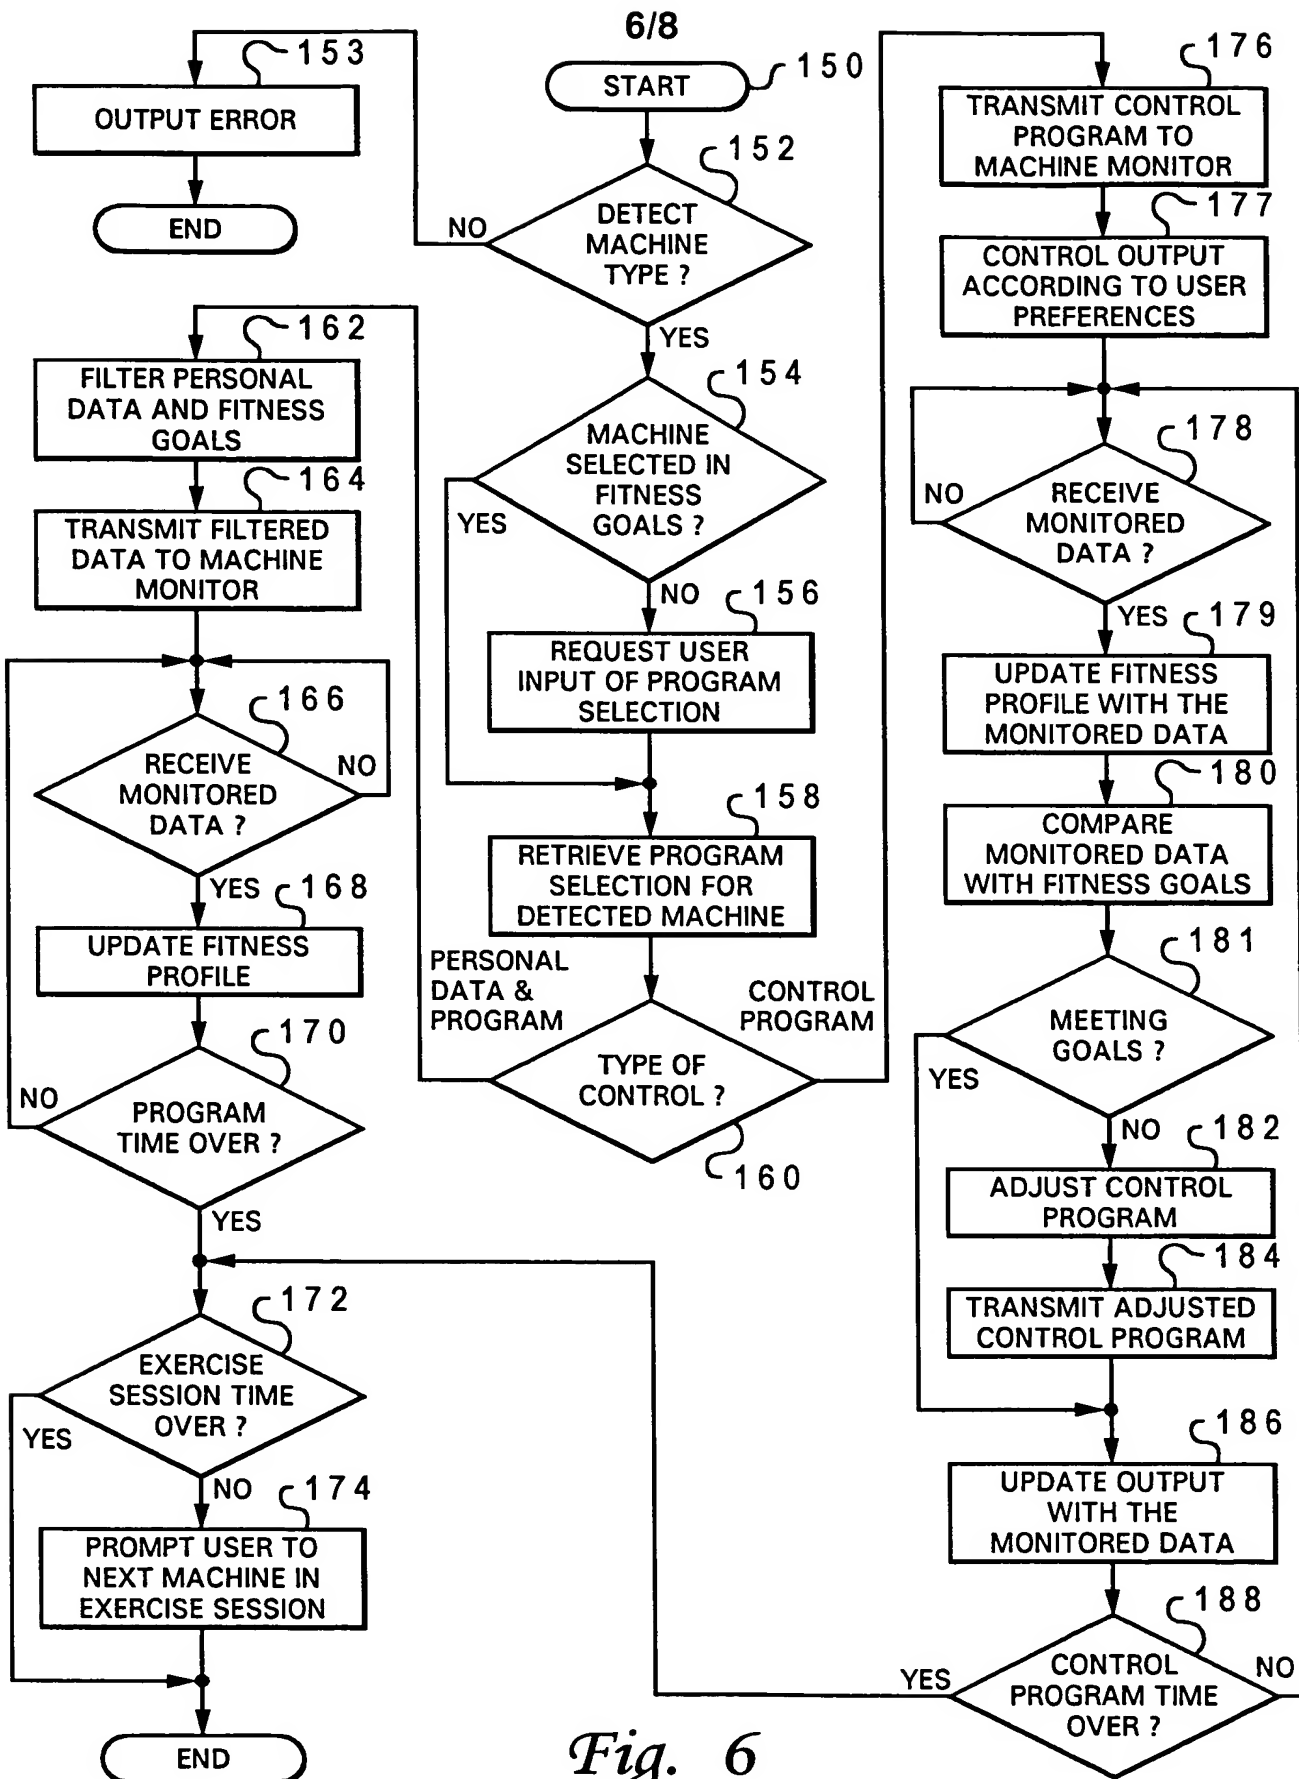 6/8
START
150
DETECT
MACHINE
TYPE ?
152
NO
YES
OUTPUT ERROR
153
END
MACHINE
SELECTED IN
FITNESS
GOALS ?
154
YES
NO
REQUEST USER
INPUT OF PROGRAM
SELECTION
156
RETRIEVE PROGRAM
SELECTION FOR
DETECTED MACHINE
158
TYPE OF
CONTROL ?
160
PERSONAL
DATA &
PROGRAM
CONTROL
PROGRAM
FILTER PERSONAL
DATA AND FITNESS
GOALS
162
TRANSMIT FILTERED
DATA TO MACHINE
MONITOR
164
RECEIVE
MONITORED
DATA ?
166
NO
YES
UPDATE FITNESS
PROFILE
168
PROGRAM
TIME OVER ?
170
NO
YES
EXERCISE
SESSION TIME
OVER ?
172
YES
NO
PROMPT USER TO
NEXT MACHINE IN
EXERCISE SESSION
174
END
TRANSMIT CONTROL
PROGRAM TO
MACHINE MONITOR
176
CONTROL OUTPUT
ACCORDING TO USER
PREFERENCES
177
RECEIVE
MONITORED
DATA ?
178
NO
YES
UPDATE FITNESS
PROFILE WITH THE
MONITORED DATA
179
COMPARE
MONITORED DATA
WITH FITNESS GOALS
180
MEETING
GOALS ?
181
YES
NO
ADJUST CONTROL
PROGRAM
182
TRANSMIT ADJUSTED
CONTROL PROGRAM
184
UPDATE OUTPUT
WITH THE
MONITORED DATA
186
CONTROL
PROGRAM TIME
OVER ?
188
YES
NO
Fig. 6